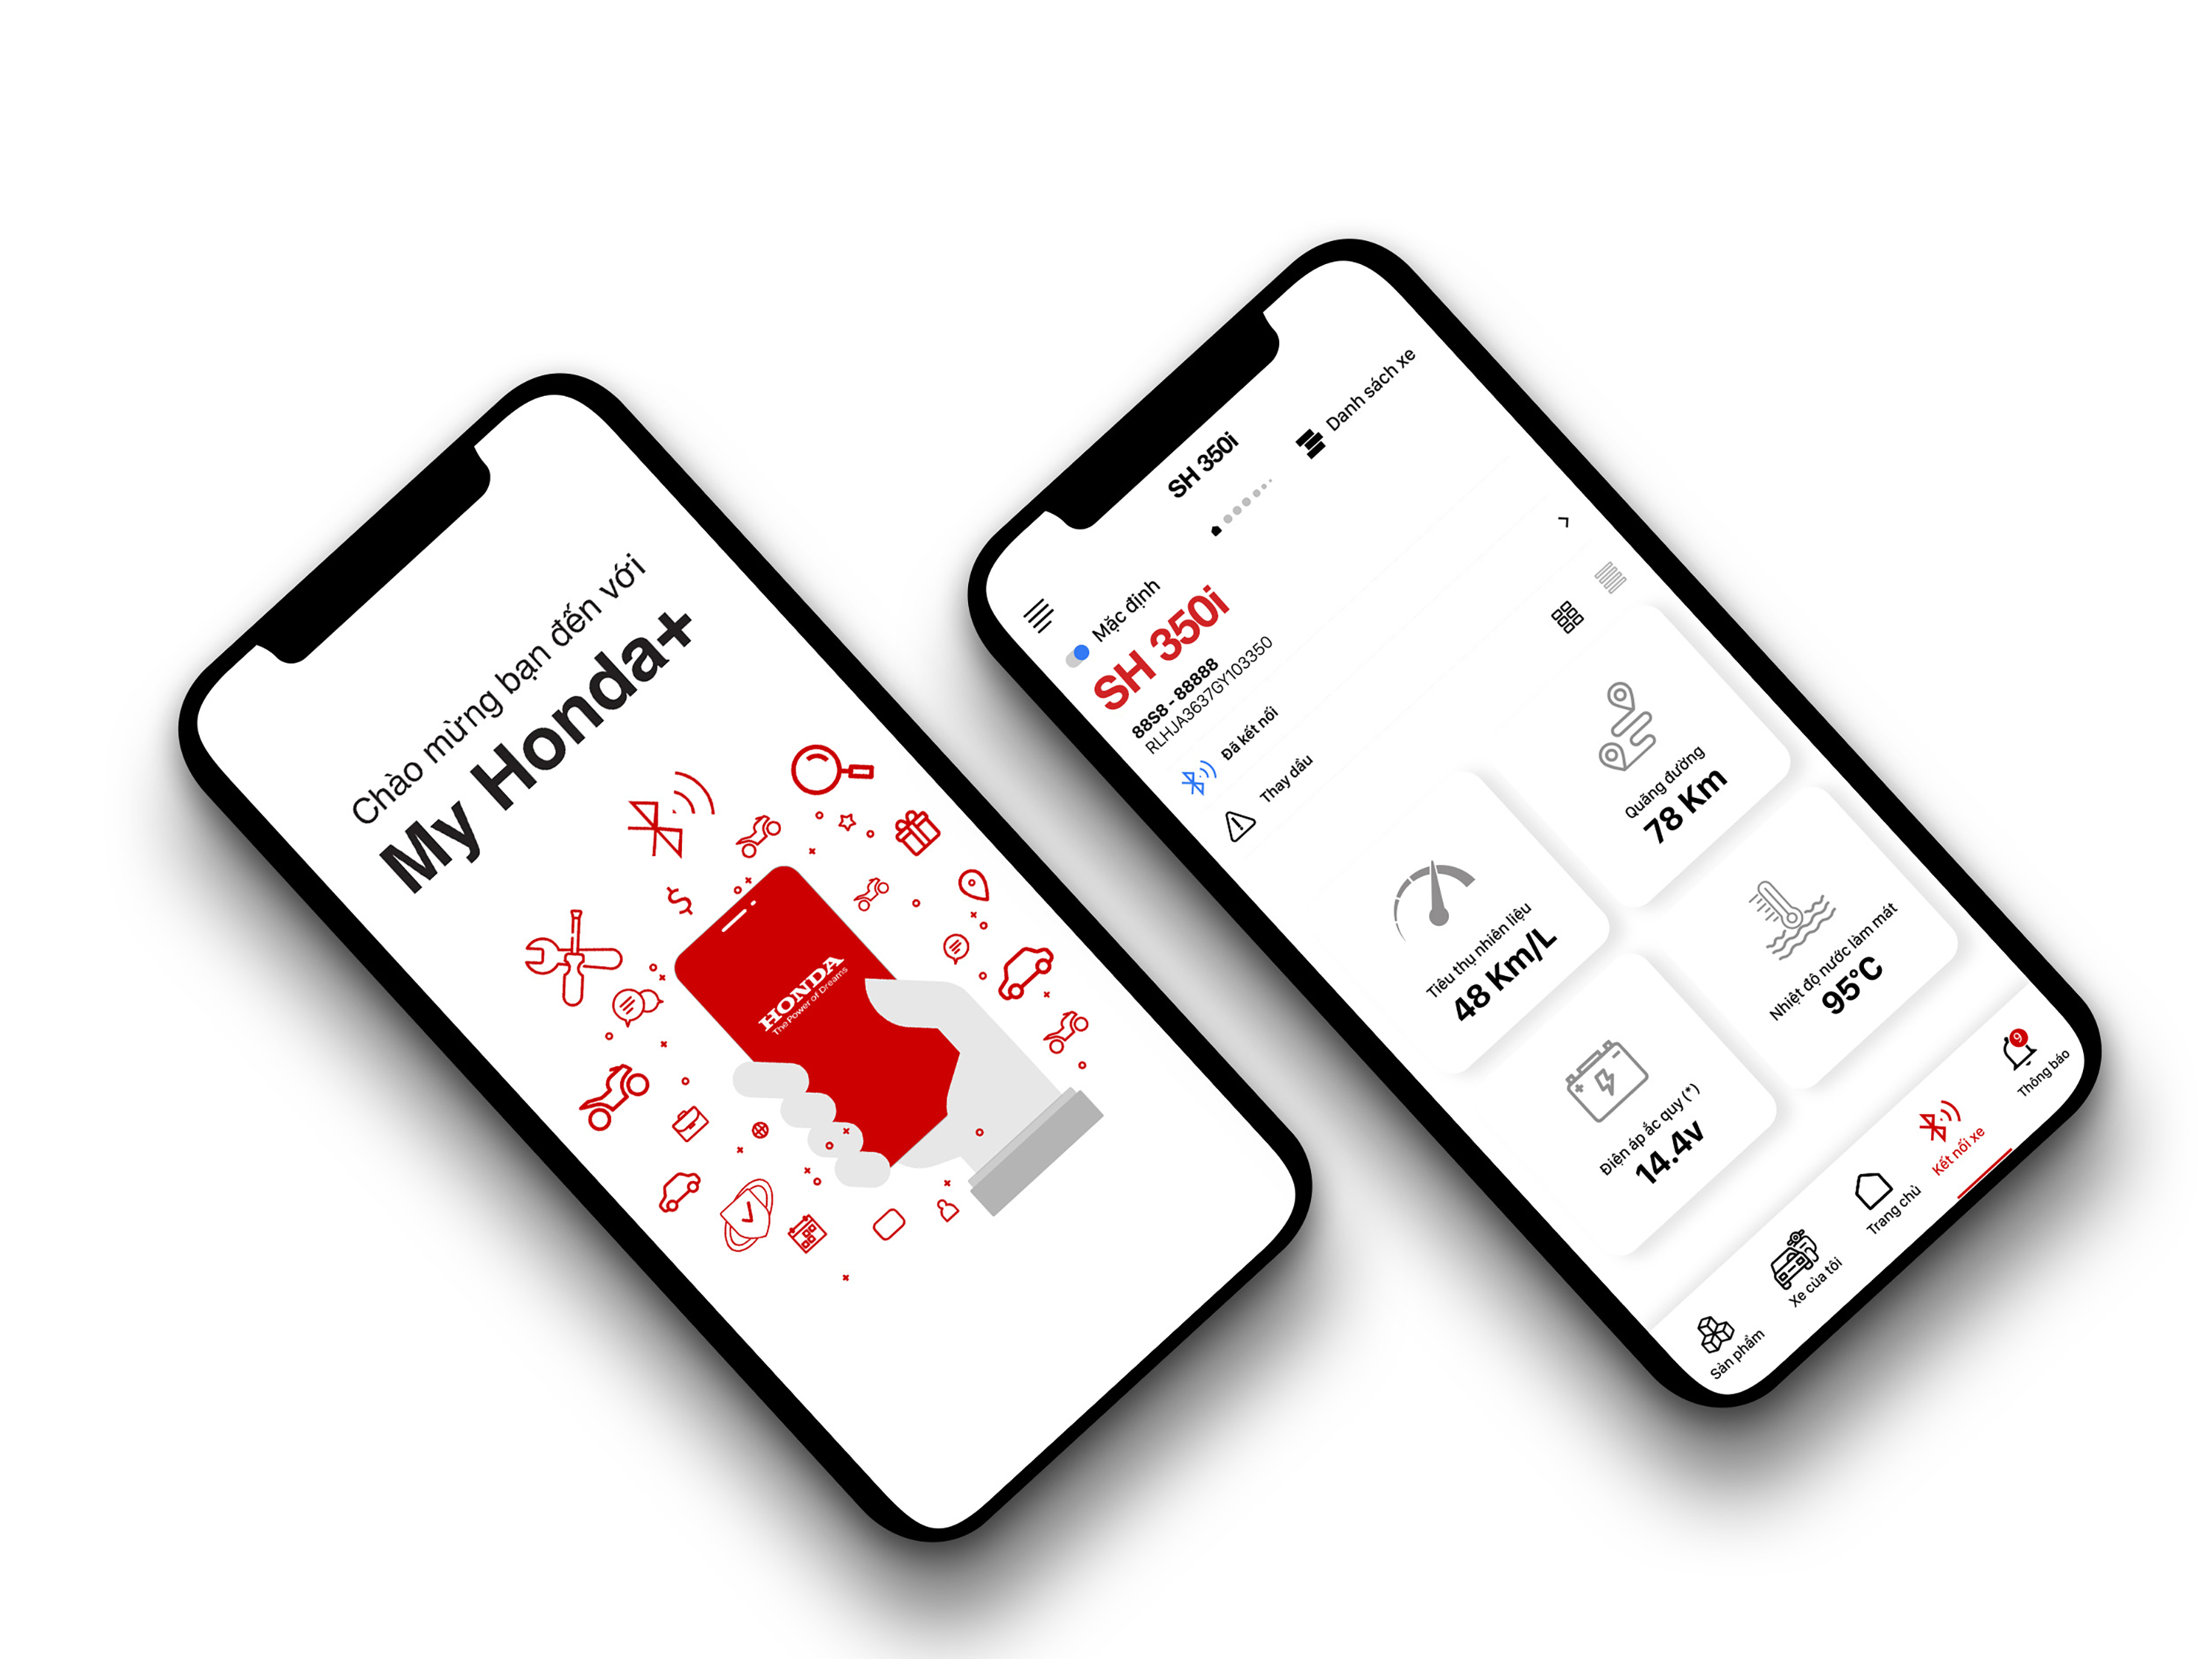 Chào mừng bạn đến với
My Honda+
$
HONDA
The Power of Dreams
SH 350i
Danh sách xe
Mặc định
SH 350i
88S8 - 88888
RLHJA3637GY103350
Đã kết nối
Thay dầu
Tiêu thụ nhiên liệu
48 Km/L
Quãng đường
78 Km
Điện áp ắc quy (*)
14.4v
Nhiệt độ nước làm mát
95°C
Sản phẩm
Xe của tôi
Trang chủ
Kết nối xe
9
Thông báo